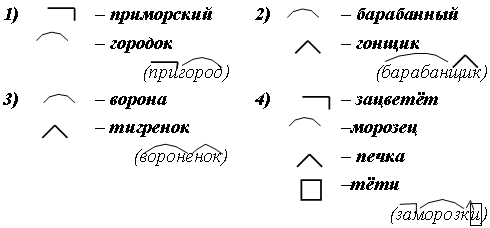 1) – приморский
– городок
(пригород)
2) – барабанный
– гонщик
(барабанщик)
3) – ворона
– тигренок
(вороненок)
4) – зацветёт
–морозец
– печка
–тёти
(заморозки)